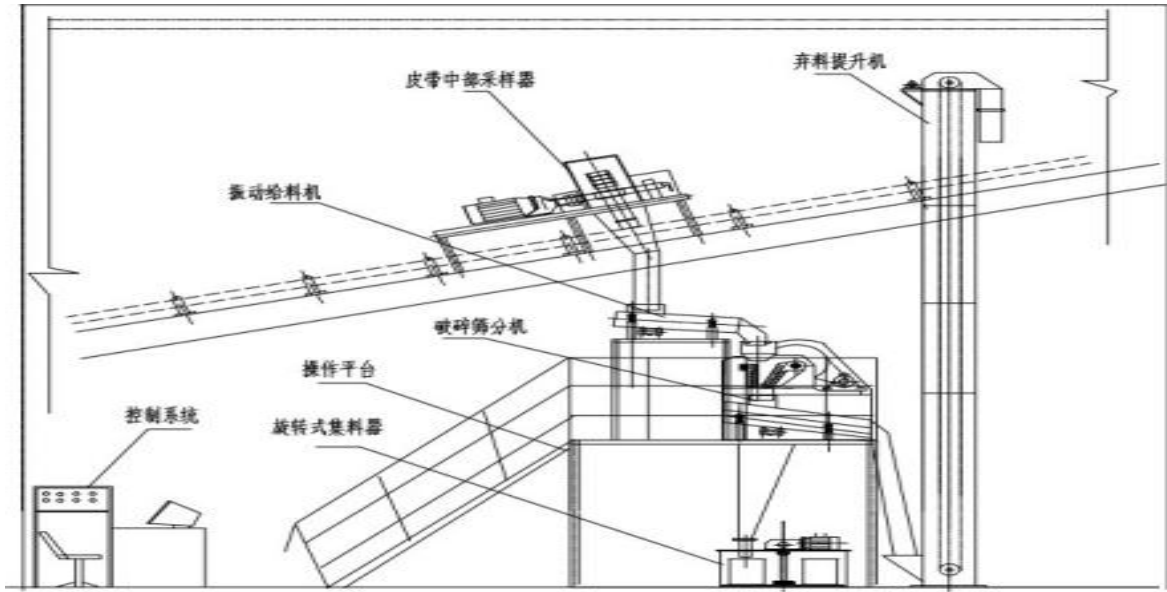 弃料提升机
皮带中部采样器
振动给料机
破碎筛分机
操作平台
控制系统
旋转式集料器